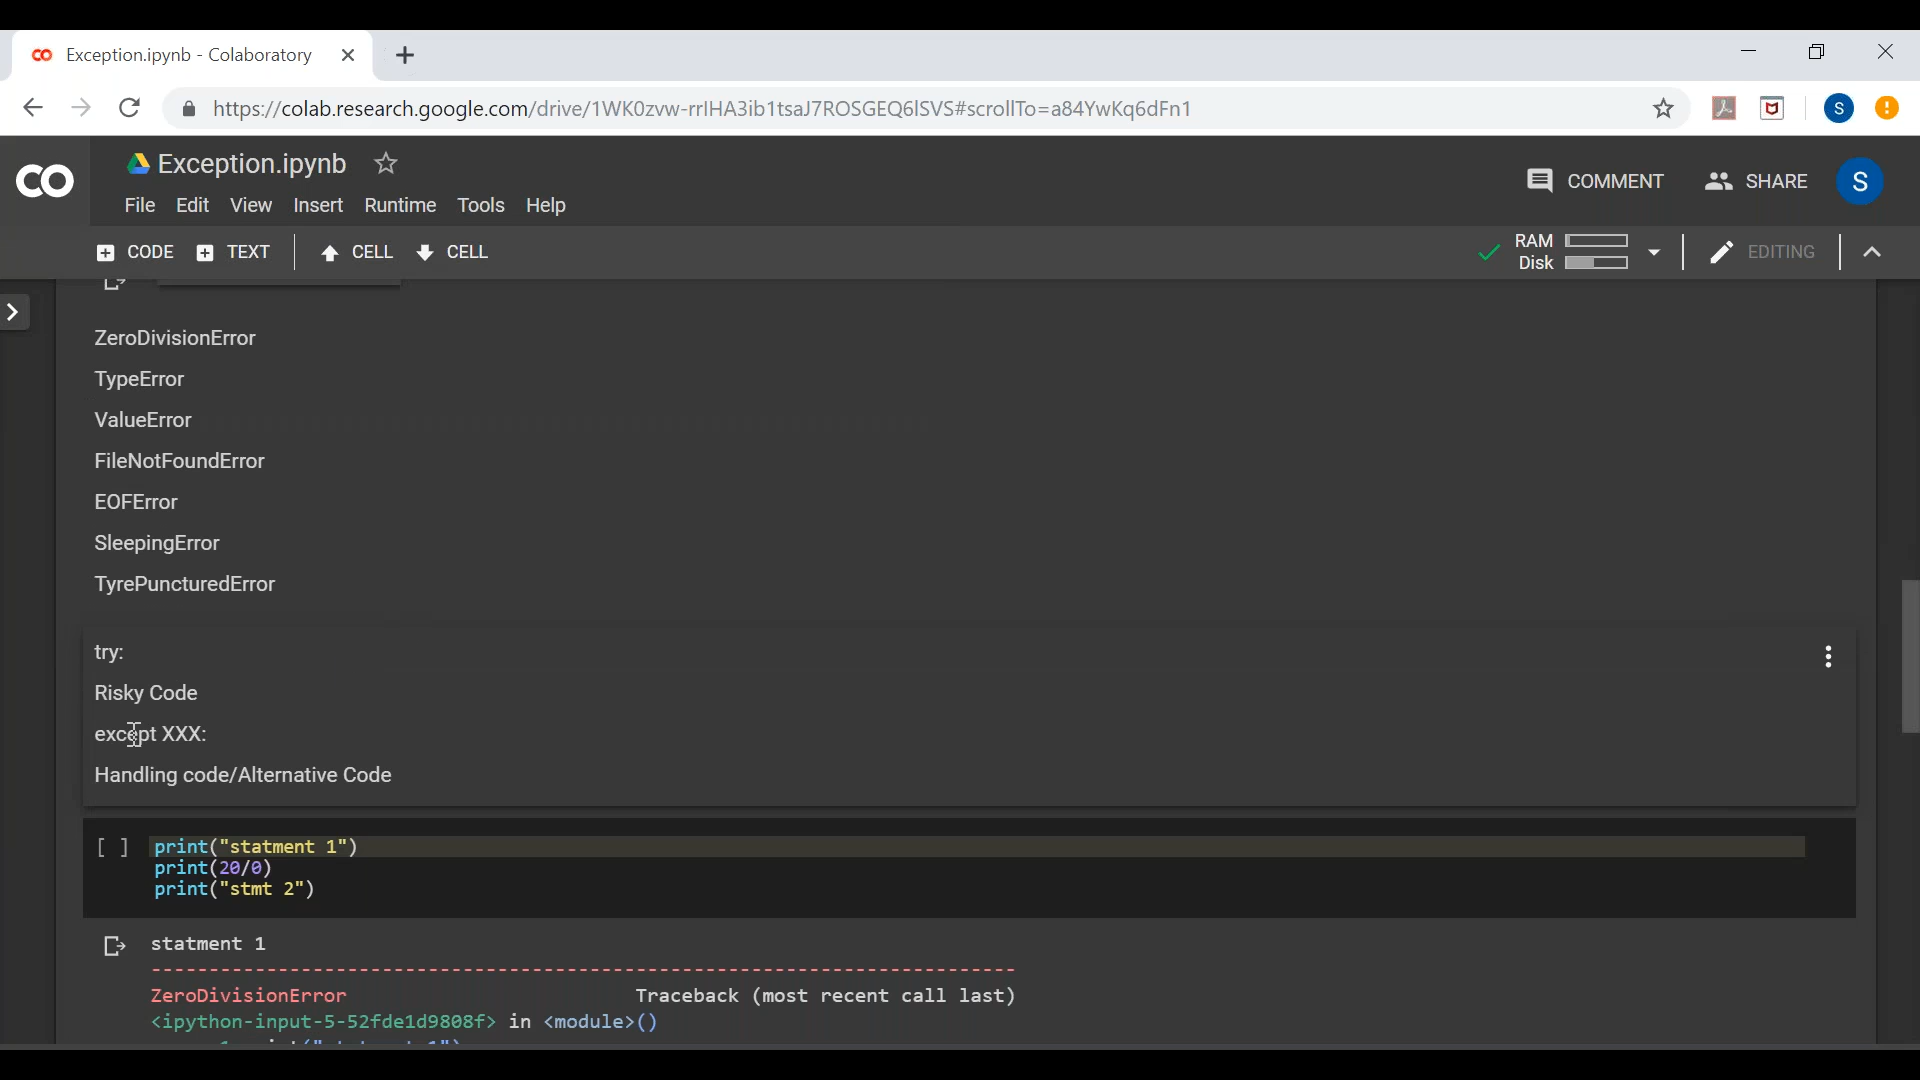 Exception.ipynb - Colaboratory
https://colab.research.google.com/drive/1WK0zvw-rrIHA3ib1tsaJ7ROSGEQ6lSVS#scrollTo=a84YwKq6dFn1
S
Exception.ipynb
COMMENT SHARE S
File Edit View Insert Runtime Tools Help
CODE TEXT CELL CELL
RAM
Disk
EDITING
ZeroDivisionError
TypeError
ValueError
FileNotFoundError
EOFError
SleepingError
TyrePuncturedError
try:
Risky Code
except XXX:
Handling code/Alternative Code
[ ] print("statment 1")
print(20/0)
print("stmt 2")
statment 1
---------------------------------------------------------------------------
ZeroDivisionError Traceback (most recent call last)
<ipython-input-5-52fde1d9808f> in <module>()